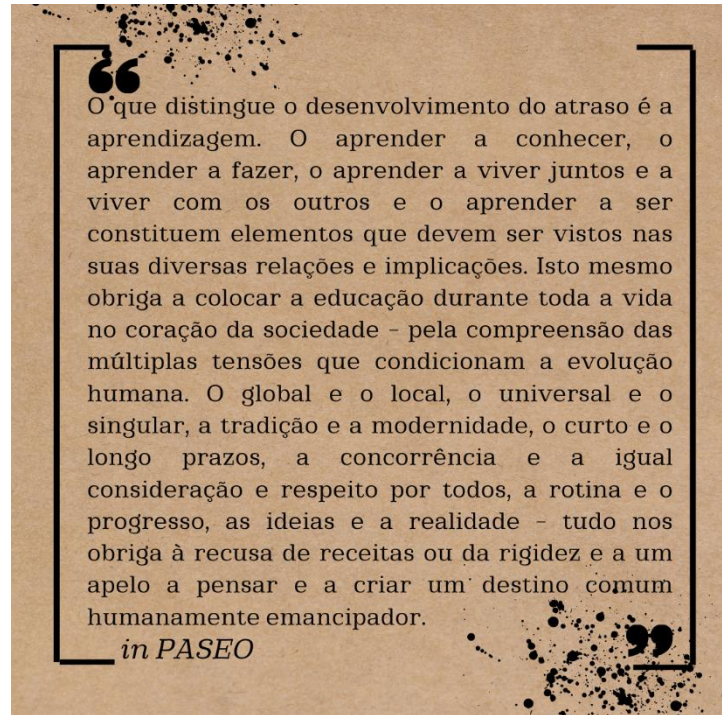 “
O que distingue o desenvolvimento do atraso é a
aprendizagem. O aprender a conhecer, o
aprender a fazer, o aprender a viver juntos e a
viver com os outros e o aprender a ser
constituem elementos que devem ser vistos nas
suas diversas relações e implicações. Isto mesmo
obriga a colocar a educação durante toda a vida
no coração da sociedade – pela compreensão das
múltiplas tensões que condicionam a evolução
humana. O global e o local, o universal e o
singular, a tradição e a modernidade, o curto e o
longo prazos, a concorrência e a igual
consideração e respeito por todos, a rotina e o
progresso, as ideias e a realidade – tudo nos
obriga à recusa de receitas ou da rigidez e a um
apelo a pensar e a criar um destino comum
humanamente emancipador.
”
in PASEO